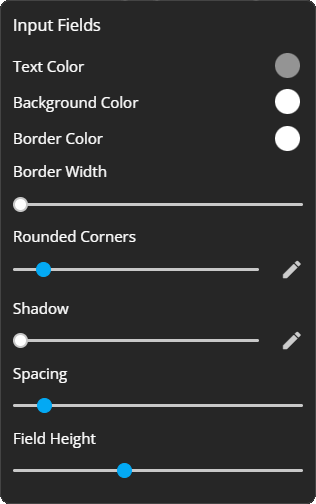 Input Fields
Text Color
Background Color
Border Color
Border Width
Rounded Corners
Shadow
Spacing
Field Height